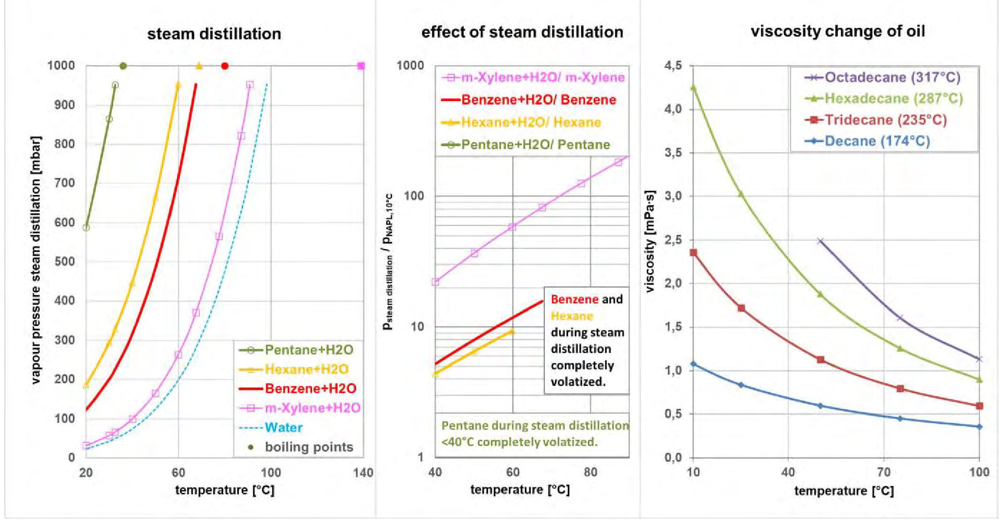 steam distillation
vapour pressure steam distillation [mbar]
1000
900
800
700
600
500
400
300
200
100
0
20
60
100
140
temperature [°C]
Pentane+H2O
Hexane+H2O
Benzene+H2O
m-Xylene+H2O
Water
boiling points
effect of steam distillation
psteam distillation / pNAPL,10°C
1000
100
10
1
40
60
80
temperature [°C]
m-Xylene+H2O/ m-Xylene
Benzene+H2O/ Benzene
Hexane+H2O/ Hexane
Pentane+H2O/ Pentane
Benzene and
Hexane
during steam
distillation
completely
volatized.
Pentane during steam distillation
<40°C completely volatized.
viscosity change of oil
viscosity [mPa·s]
4,5
4,0
3,5
3,0
2,5
2,0
1,5
1,0
0,5
0,0
10
40
70
100
temperature [°C]
Octadecane (317°C)
Hexadecane (287°C)
Tridecane (235°C)
Decane (174°C)